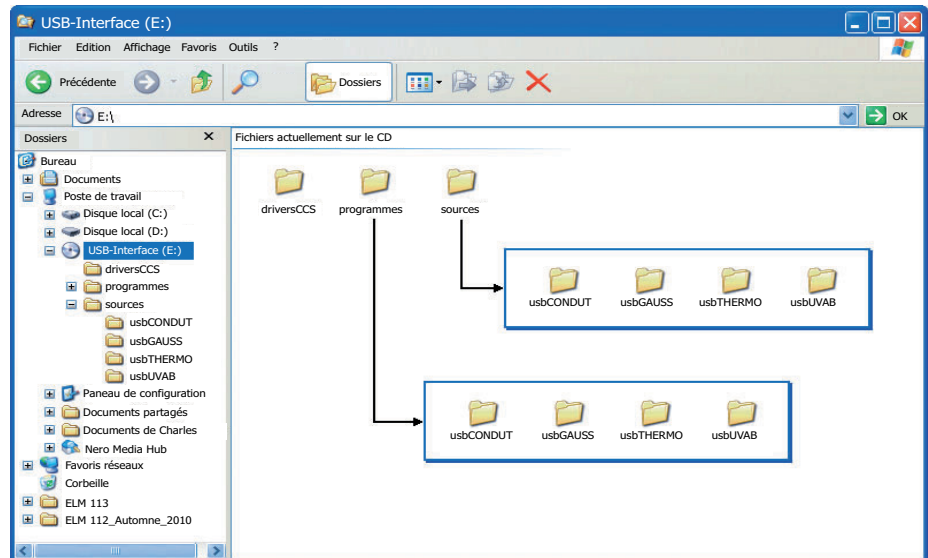 USB-Interface (E:)
Fichier Edition Affichage Favoris Outils ?
Précédente Dossiers
Adresse E:\ OK
Dossiers X
Bureau
Documents
Poste de travail
Disque local (C:)
Disque local (D:)
USB-Interface (E:)
driversCCS
programmes
sources
usbCONDUT
usbGAUSS
usbTHERMO
usbUVAB
Paneau de configuration
Documents partagés
Documents de Charles
Nero Media Hub
Favoris réseaux
Corbeille
ELM 113
ELM 112_Automne_2010
Fichiers actuellement sur le CD
driversCCS programmes sources
usbCONDUT usbGAUSS usbTHERMO usbUVAB
usbCONDUT usbGAUSS usbTHERMO usbUVAB